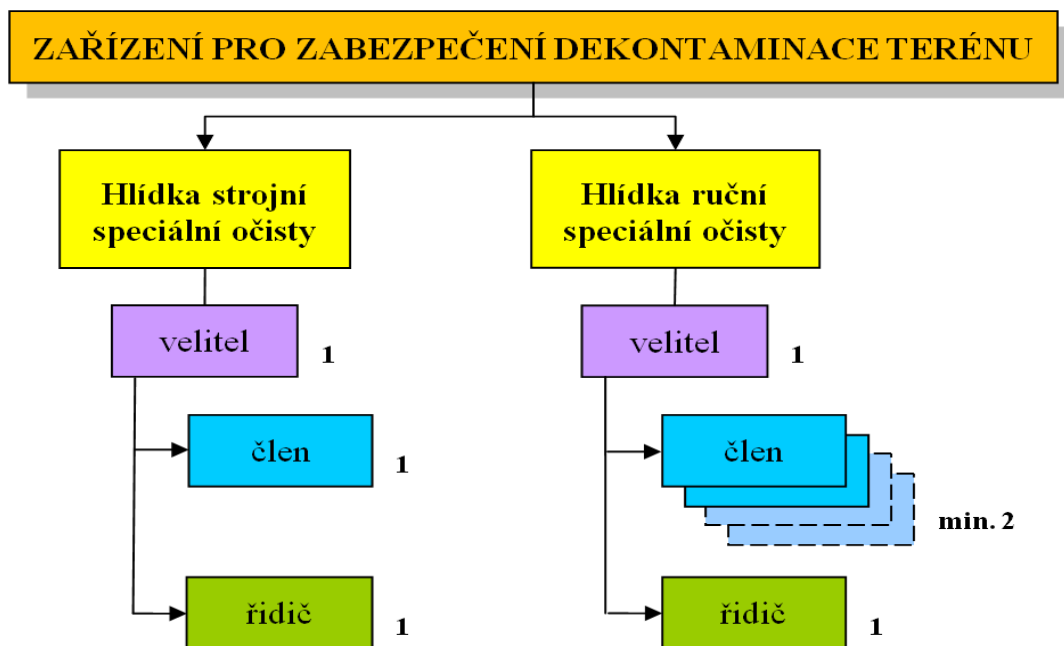 ZAŘÍZENÍ PRO ZABEZPEČENÍ DEKONTAMINACE TERÉNU
Hlídka strojní
speciální očisty
velitel
1
člen
1
řidič
1
Hlídka ruční
speciální očisty
velitel
1
člen
min. 2
řidič
1